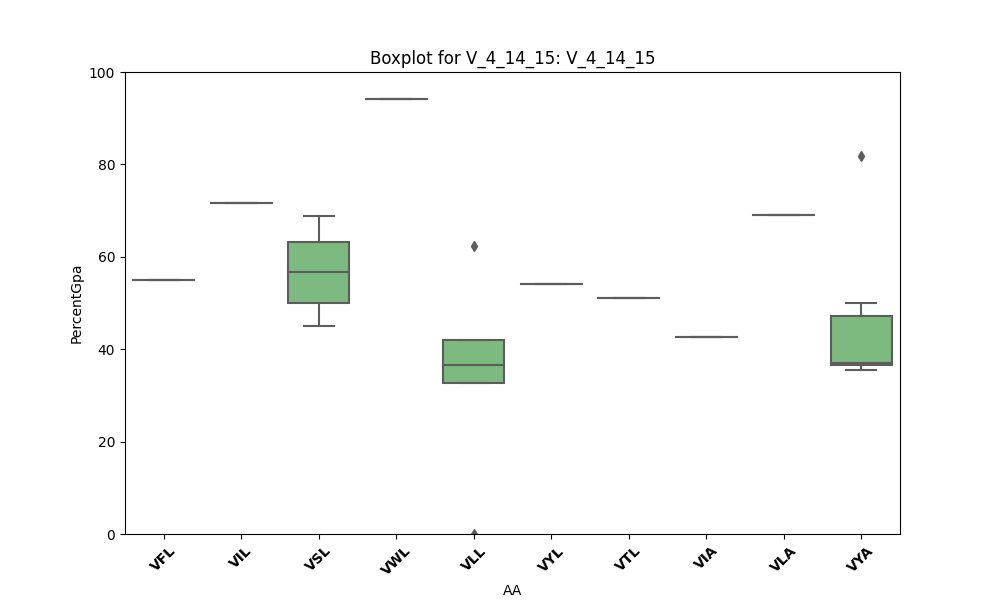 Boxplot for V_4_14_15: V_4_14_15
100
80
60
40
20
0
PercentGpa
VFL VIL VSL VWL VLL VYL VTL VIA VLA VYA
AA